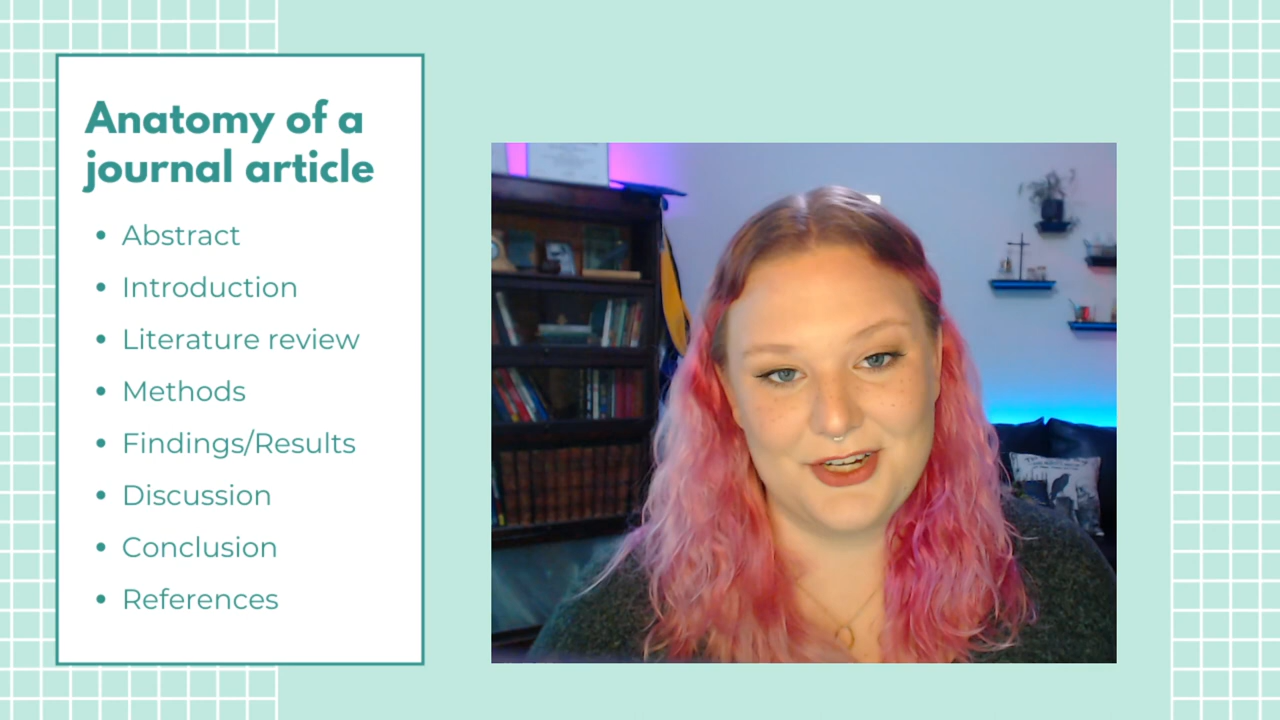 Anatomy of a
journal article
• Abstract
• Introduction
• Literature review
• Methods
• Findings/Results
• Discussion
• Conclusion
• References